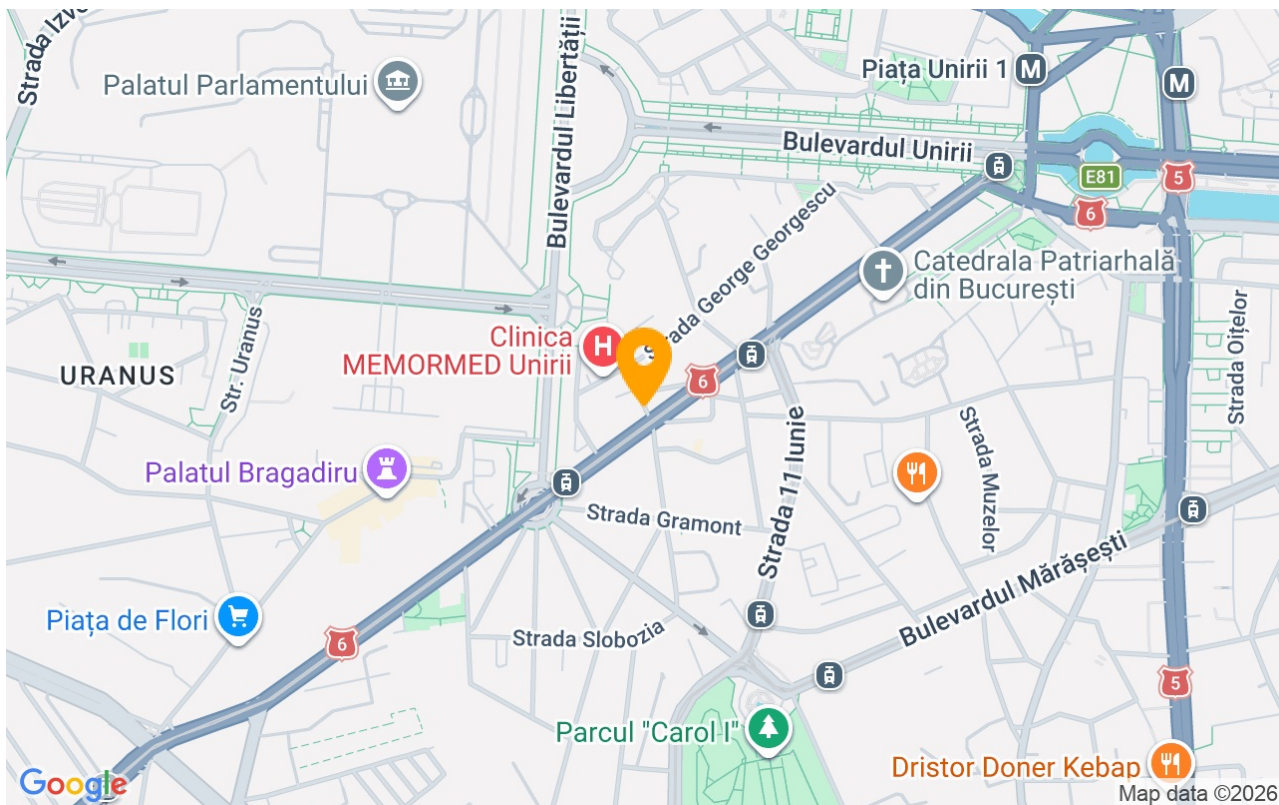 Strada Izvo
Palatul Parlamentului
Bulevardul Libertății
Piața Unirii 1
M
M
Bulevardul Unirii
E81
5
6
Strada George Georgescu
Catedrala Patriarhală
din București
Clinica
MEMORMED Unirii
H
6
Strada Oițelor
URANUS
Str. Uranus
Palatul Bragadiru
Strada 11 Iunie
Strada Muzelor
Strada Gramont
Bulevardul Mărășești
Piața de Flori
6
Strada Slobozia
5
Parcul "Carol I"
Dristor Doner Kebap
Google
Map data ©2026